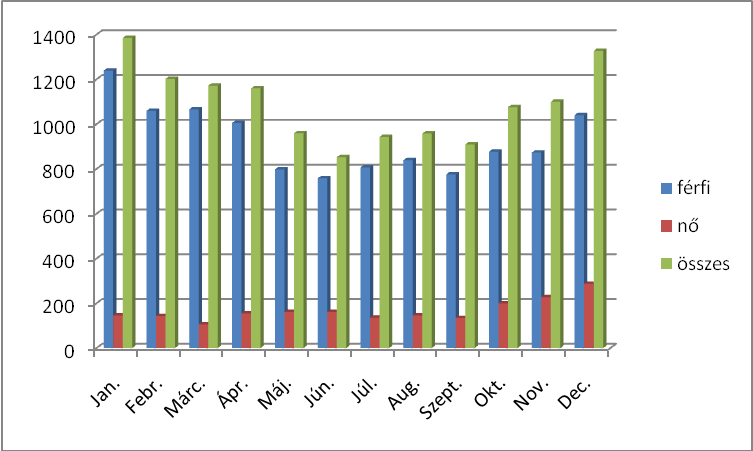 1400
1200
1000
800
600
400
200
0
Jan. Febr. Márc. Ápr. Máj. Jún. Júl. Aug. Szept. Okt. Nov. Dec.
férfi
nő
összes